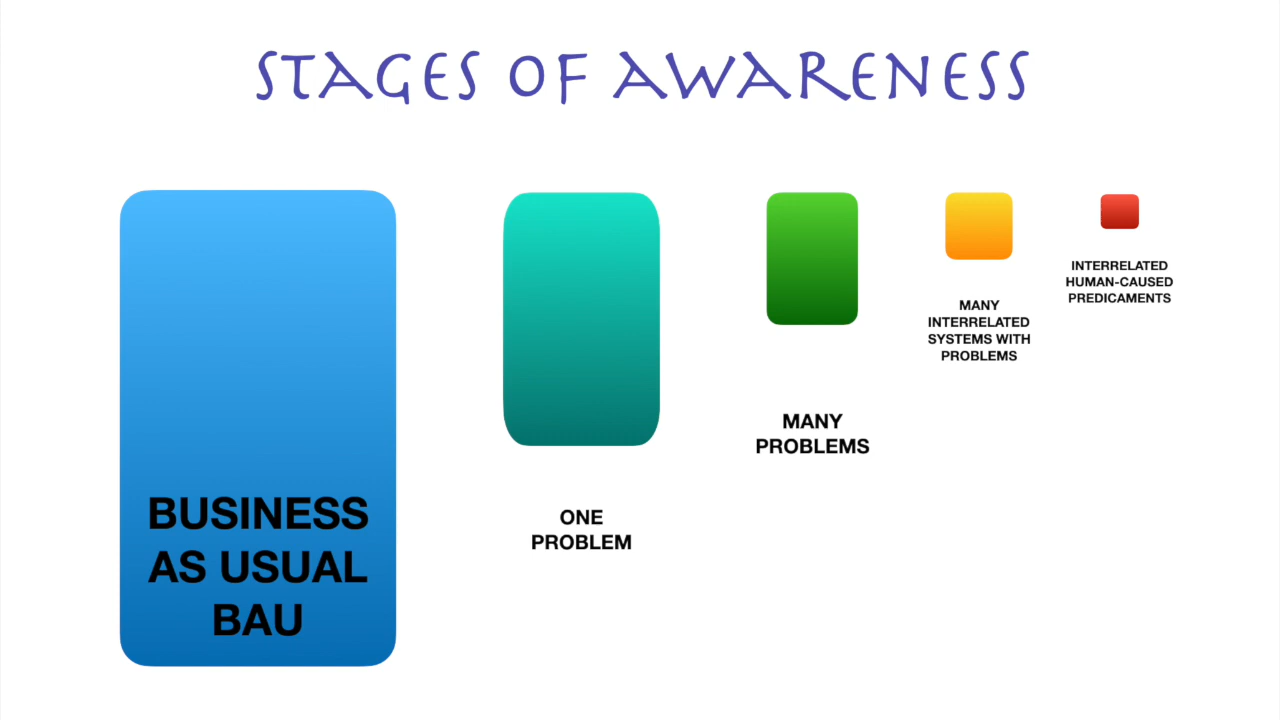 STAGES OF AWARENESS
BUSINESS
AS USUAL
BAU
ONE
PROBLEM
MANY
PROBLEMS
MANY
INTERRELATED
SYSTEMS WITH
PROBLEMS
INTERRELATED
HUMAN-CAUSED
PREDICAMENTS